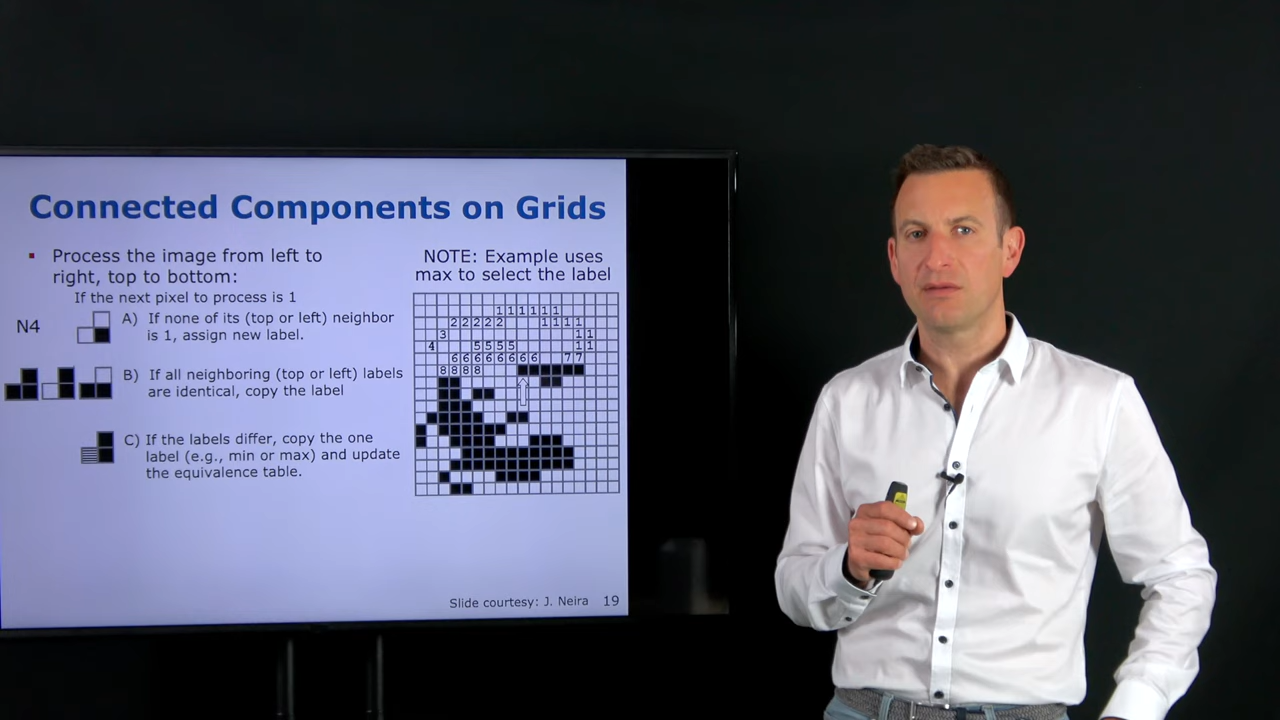 Connected Components on Grids
▪ Process the image from left to
right, top to bottom:
If the next pixel to process is 1
N4
A) If none of its (top or left) neighbor
is 1, assign new label.
B) If all neighboring (top or left) labels
are identical, copy the label
C) If the labels differ, copy the one
label (e.g., min or max) and update
the equivalence table.
NOTE: Example uses
max to select the label
1 1 1 1 1 1
2 2 2 2 2 1 1 1 1
3 1 1
4 5 5 5 5 1 1
6 6 6 6 6 6 6 6 7 7
8 8 8 8
Slide courtesy: J. Neira 19